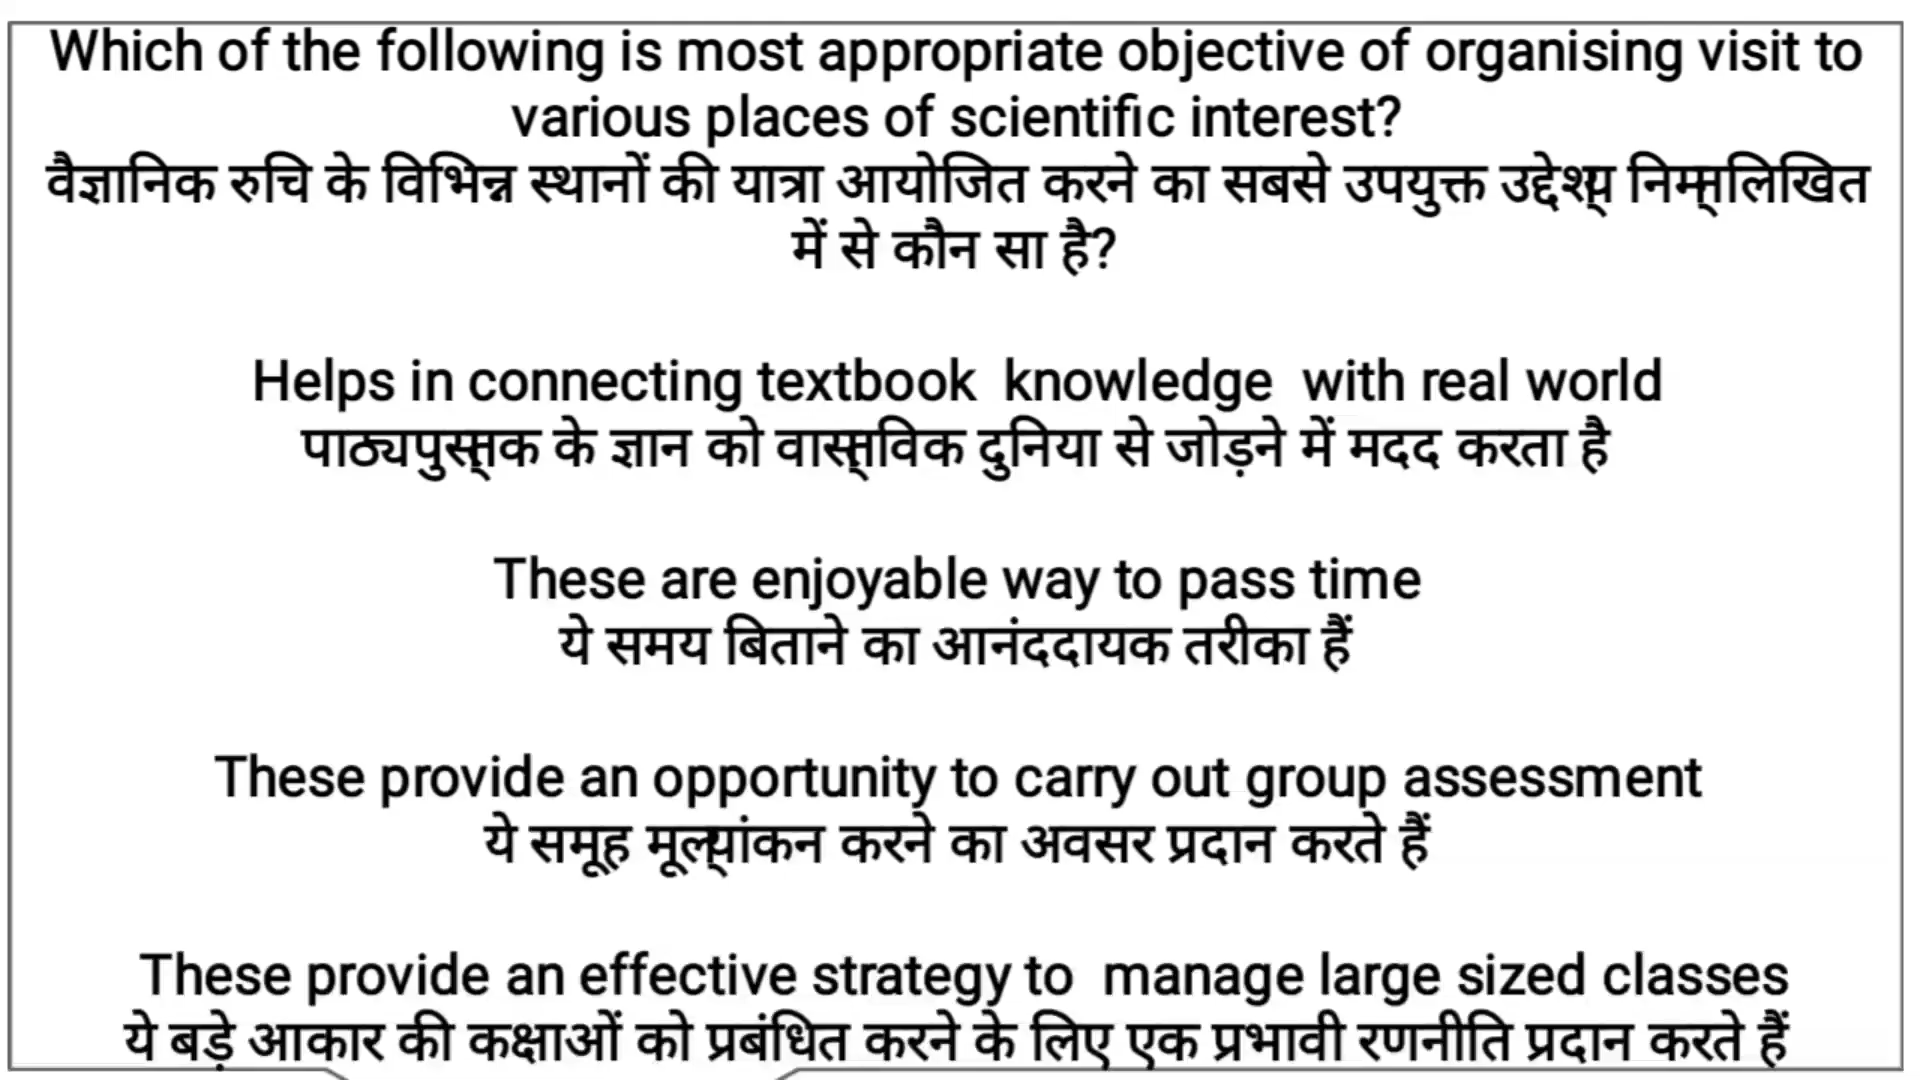 Which of the following is most appropriate objective of organising visit to
various places of scientific interest?
वैज्ञानिक रुचि के विभिन्न स्थानों की यात्रा आयोजित करने का सबसे उपयुक्त उद्देश्य निम्नलिखित
में से कौन सा है?
Helps in connecting textbook knowledge with real world
पाठ्यपुस्तक के ज्ञान को वास्तविक दुनिया से जोड़ने में मदद करता है
These are enjoyable way to pass time
ये समय बिताने का आनंददायक तरीका हैं
These provide an opportunity to carry out group assessment
ये समूह मूल्यांकन करने का अवसर प्रदान करते हैं
These provide an effective strategy to manage large sized classes
ये बड़े आकार की कक्षाओं को प्रबंधित करने के लिए एक प्रभावी रणनीति प्रदान करते हैं